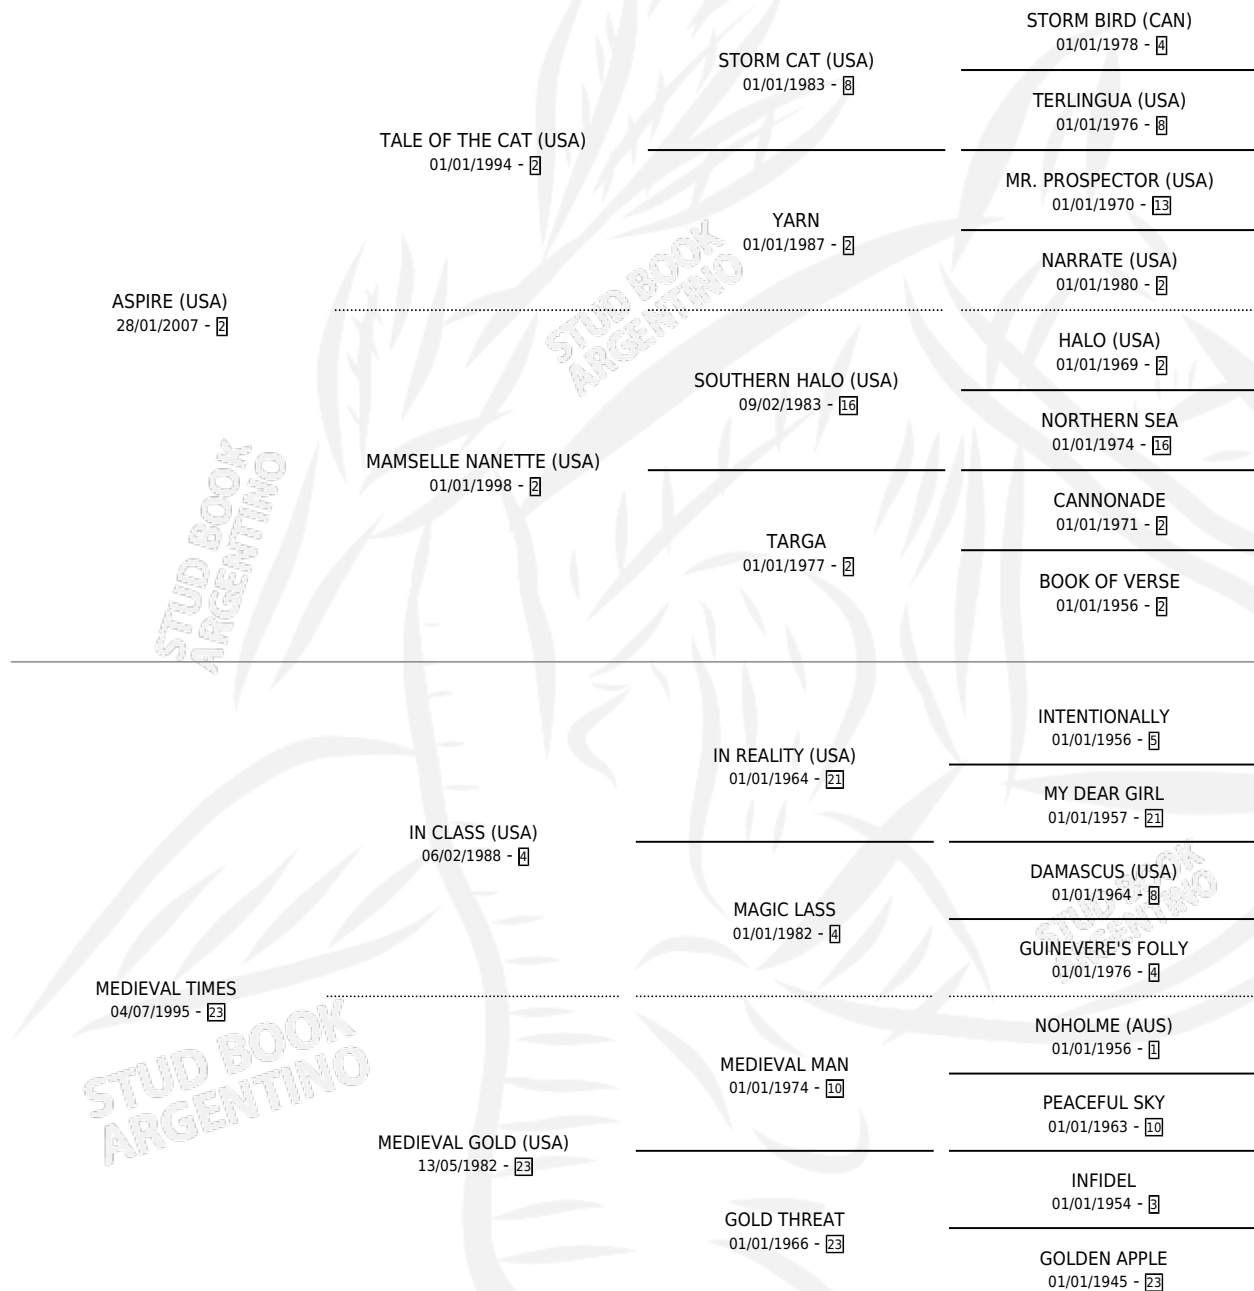 STORM BIRD (CAN)
01/01/1978 - 4
STORM CAT (USA)
01/01/1983 - 8
TERLINGUA (USA)
01/01/1976 - 8
TALE OF THE CAT (USA)
01/01/1994 - 2
MR. PROSPECTOR (USA)
01/01/1970 - 13
YARN
01/01/1987 - 2
NARRATE (USA)
01/01/1980 - 2
ASPIRE (USA)
28/01/2007 - 2
HALO (USA)
01/01/1969 - 2
SOUTHERN HALO (USA)
09/02/1983 - 16
NORTHERN SEA
01/01/1974 - 16
MAMSELLE NANETTE (USA)
01/01/1998 - 2
CANNONADE
01/01/1971 - 2
TARGA
01/01/1977 - 2
BOOK OF VERSE
01/01/1956 - 2
STUD BOOK
ARGENTINO
STUD BOOK
ARGENTINO
INTENTIONALLY
01/01/1956 - 5
IN REALITY (USA)
01/01/1964 - 21
MY DEAR GIRL
01/01/1957 - 21
IN CLASS (USA)
06/02/1988 - 4
DAMASCUS (USA)
01/01/1964 - 8
MAGIC LASS
01/01/1982 - 4
GUINEVERE'S FOLLY
01/01/1976 - 4
MEDIEVAL TIMES
04/07/1995 - 23
NOHOLME (AUS)
01/01/1956 - 1
MEDIEVAL MAN
01/01/1974 - 10
PEACEFUL SKY
01/01/1963 - 10
MEDIEVAL GOLD (USA)
13/05/1982 - 23
INFIDEL
01/01/1954 - 3
GOLD THREAT
01/01/1966 - 23
GOLDEN APPLE
01/01/1945 - 23
STUD BOOK
ARGENTINO
STUD BOOK
ARGENTINO